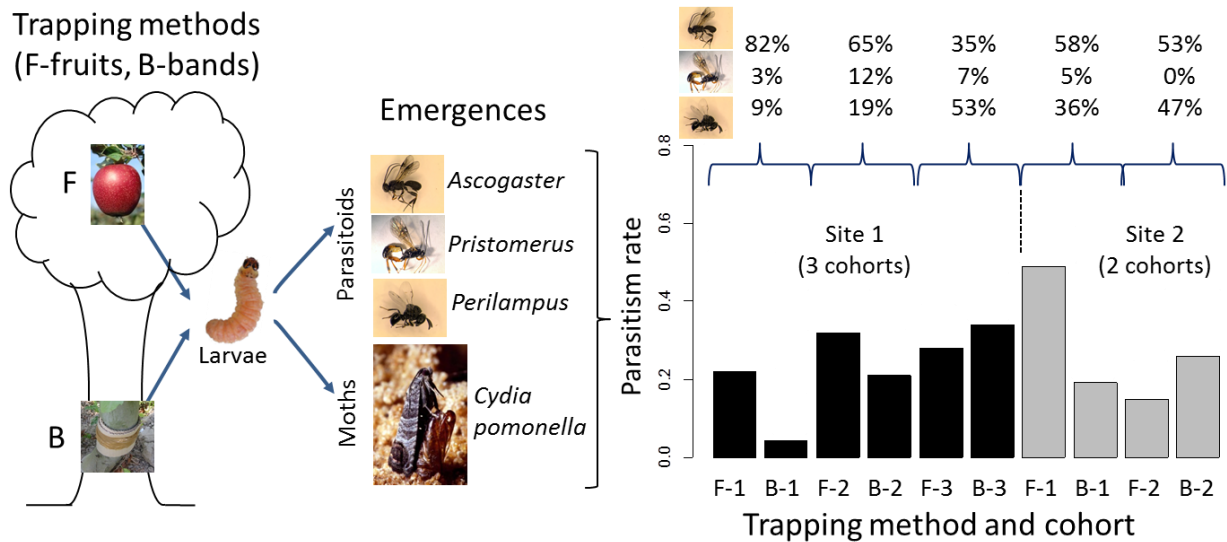 Trapping methods
(F-fruits, B-bands)
F
B
Larvae
Emergences
Parasitoids
Moths
Ascogaster
Pristomerus
Perilampus
Cydia
pomonella
82% 65% 35% 58% 53%
3% 12% 7% 5% 0%
9% 19% 53% 36% 47%
Parasitism rate
0.8
0.6
0.4
0.2
0.0
Site 1
(3 cohorts)
Site 2
(2 cohorts)
F-1 B-1 F-2 B-2 F-3 B-3 F-1 B-1 F-2 B-2
Trapping method and cohort